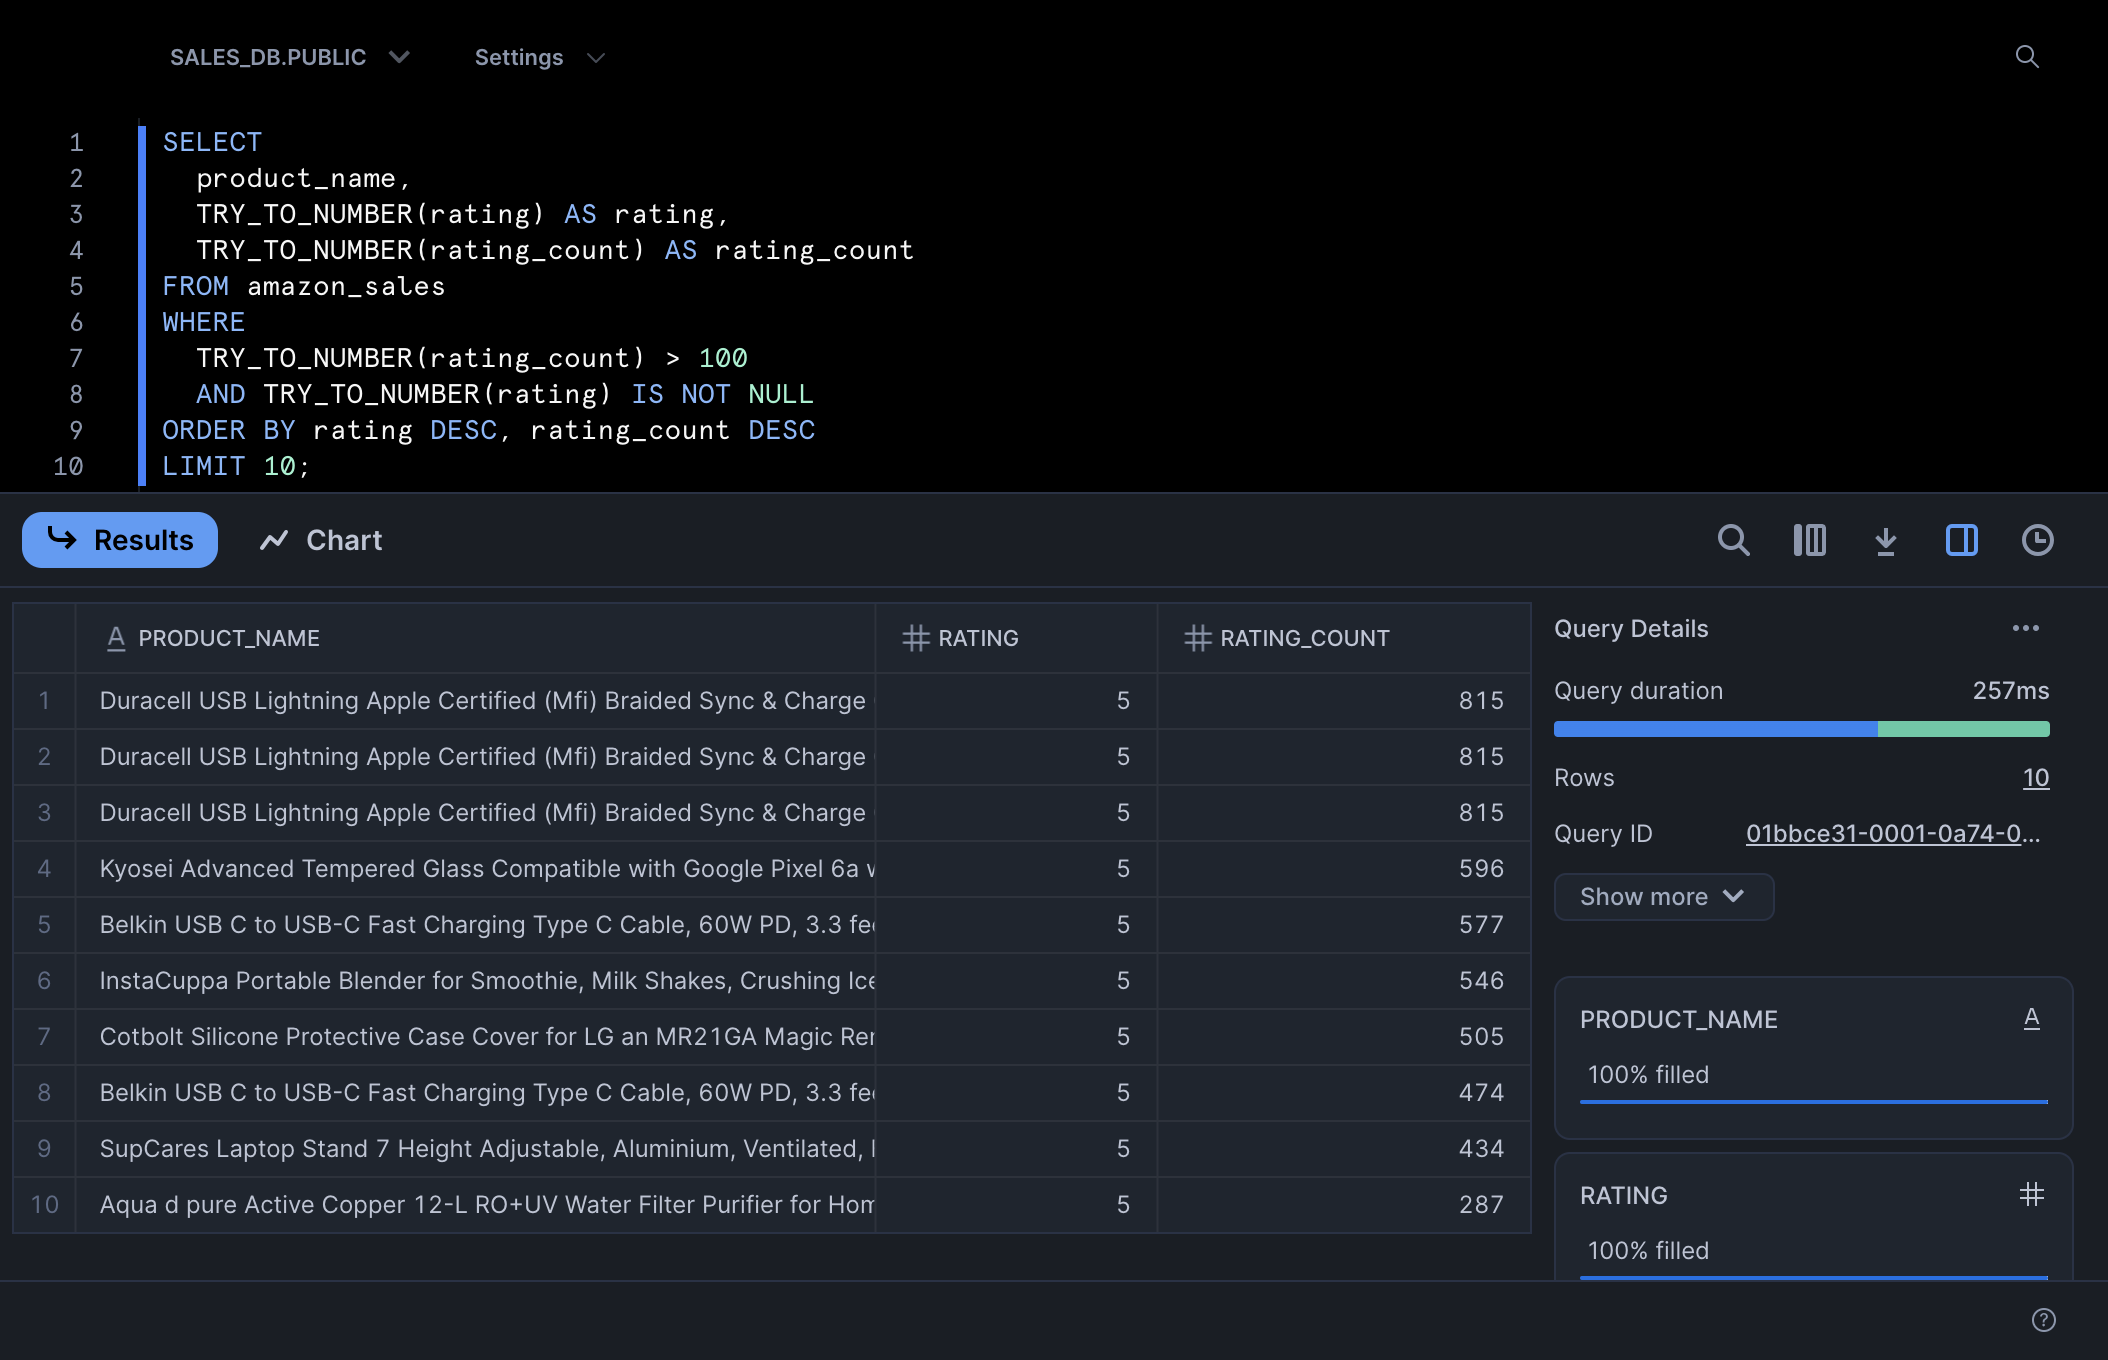 SALES_DB.PUBLIC Settings
1 SELECT
2 product_name,
3 TRY_TO_NUMBER(rating) AS rating,
4 TRY_TO_NUMBER(rating_count) AS rating_count
5 FROM amazon_sales
6 WHERE
7 TRY_TO_NUMBER(rating_count) > 100
8 AND TRY_TO_NUMBER(rating) IS NOT NULL
9 ORDER BY rating DESC, rating_count DESC
10 LIMIT 10;
Results Chart
A PRODUCT_NAME # RATING # RATING_COUNT
1 Duracell USB Lightning Apple Certified (Mfi) Braided Sync & Charge 5 815
2 Duracell USB Lightning Apple Certified (Mfi) Braided Sync & Charge 5 815
3 Duracell USB Lightning Apple Certified (Mfi) Braided Sync & Charge 5 815
4 Kyosei Advanced Tempered Glass Compatible with Google Pixel 6a 5 596
5 Belkin USB C to USB-C Fast Charging Type C Cable, 60W PD, 3.3 fee 5 577
6 InstaCuppa Portable Blender for Smoothie, Milk Shakes, Crushing Ice 5 546
7 Cotbolt Silicone Protective Case Cover for LG an MR21GA Magic Rer 5 505
8 Belkin USB C to USB-C Fast Charging Type C Cable, 60W PD, 3.3 fee 5 474
9 SupCares Laptop Stand 7 Height Adjustable, Aluminium, Ventilated, 5 434
10 Aqua d pure Active Copper 12-L RO+UV Water Filter Purifier for Hom 5 287
Query Details ...
Query duration 257ms
Rows 10
Query ID 01bbce31-0001-0a74-0...
Show more
PRODUCT_NAME A
100% filled
RATING #
100% filled
?